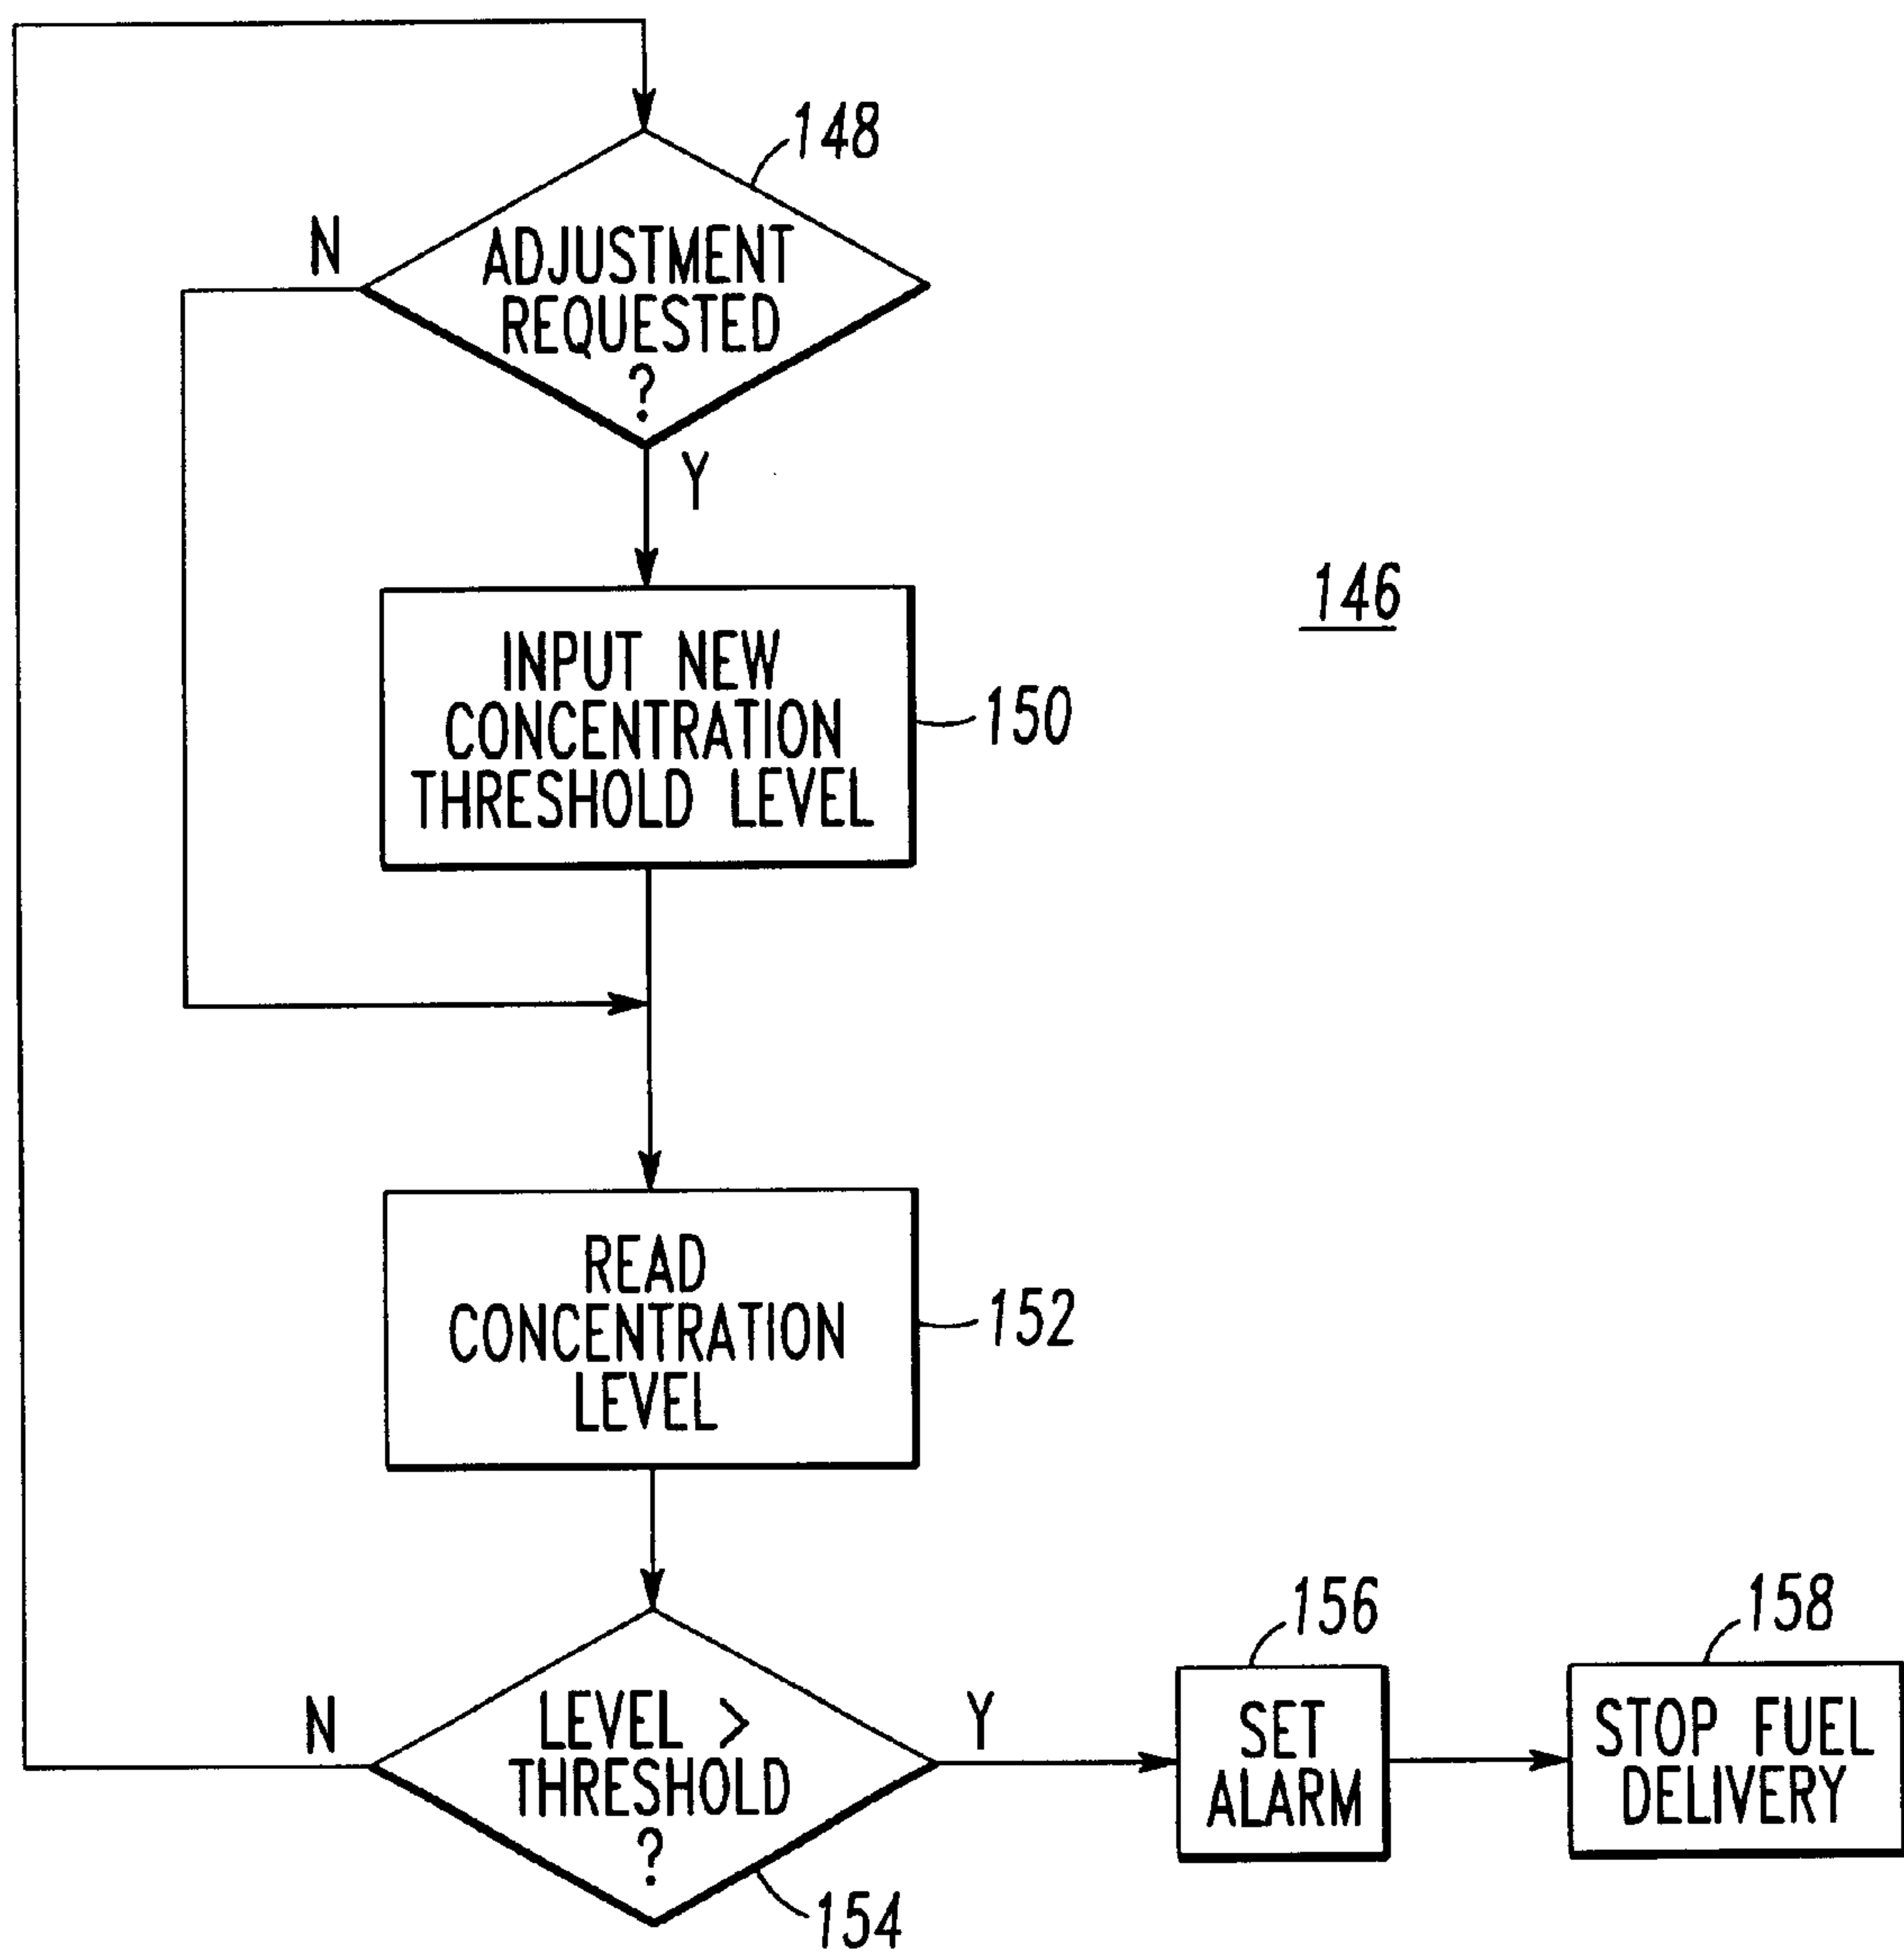 148
N
ADJUSTMENT
REQUESTED
?
Y
146
INPUT NEW
CONCENTRATION
THRESHOLD LEVEL
150
READ
CONCENTRATION
LEVEL
152
N
LEVEL >
THRESHOLD
?
Y
154
156
SET
ALARM
158
STOP FUEL
DELIVERY